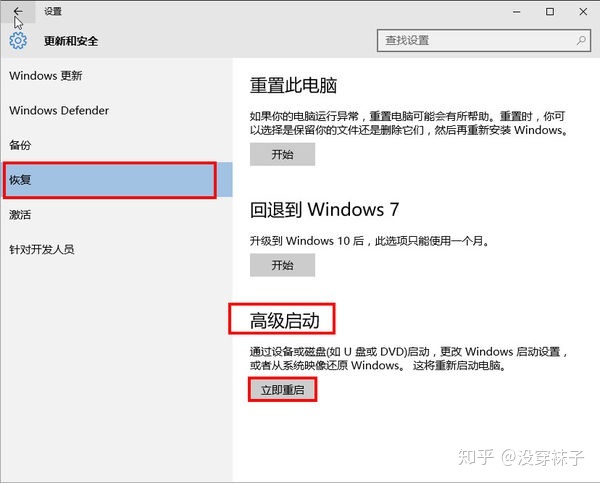 设置
更新和安全
查找设置
Windows 更新
Windows Defender
备份
恢复
激活
针对开发人员
重置此电脑
如果你的电脑运行异常，重置电脑可能会有所帮助。重置时，你可
以选择是保留你的文件还是删除它们，然后再重新安装 Windows。
开始
回退到 Windows 7
升级到 Windows 10 后，此选项只能使用一个月。
开始
高级启动
通过设备或磁盘(如 U 盘或 DVD)启动，更改 Windows 启动设置，
或者从系统映像还原 Windows。 这将重新启动电脑。
立即重启
知乎 @没穿袜子